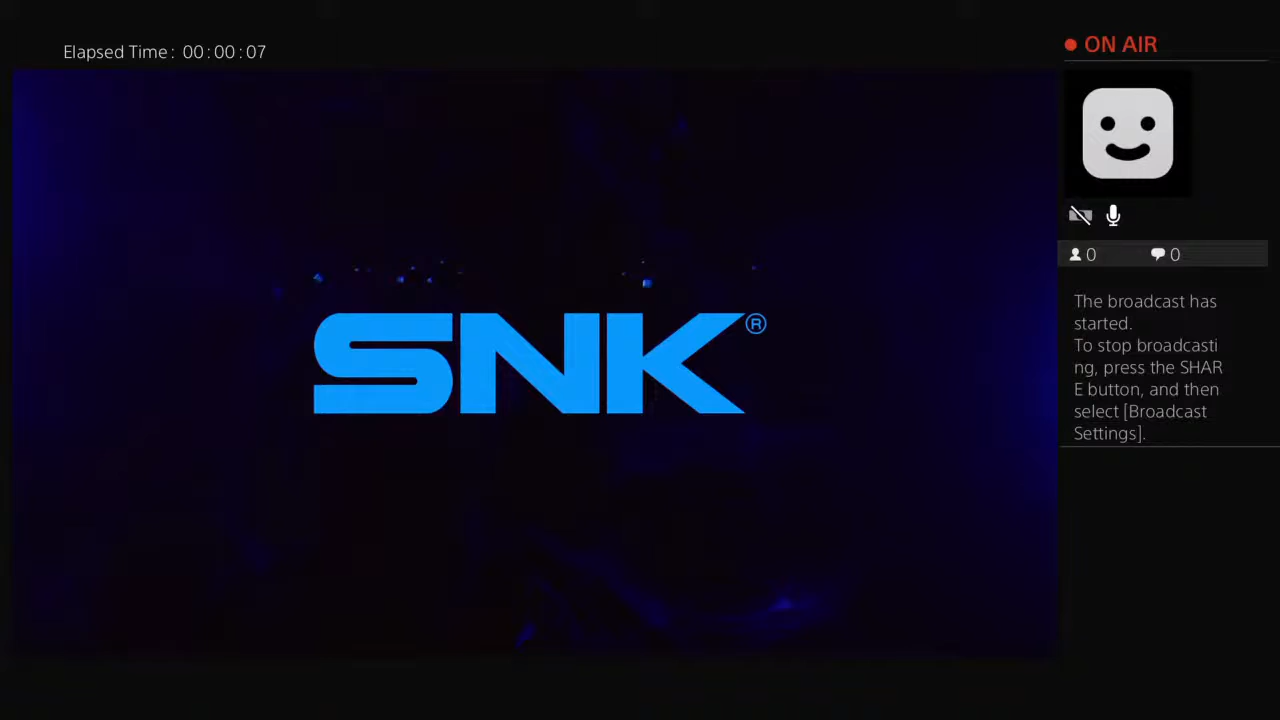 Elapsed Time: 00:00:07
ON AIR
0 0
SNK®
The broadcast has
started.
To stop broadcasti
ng, press the SHAR
E button, and then
select [Broadcast
Settings].